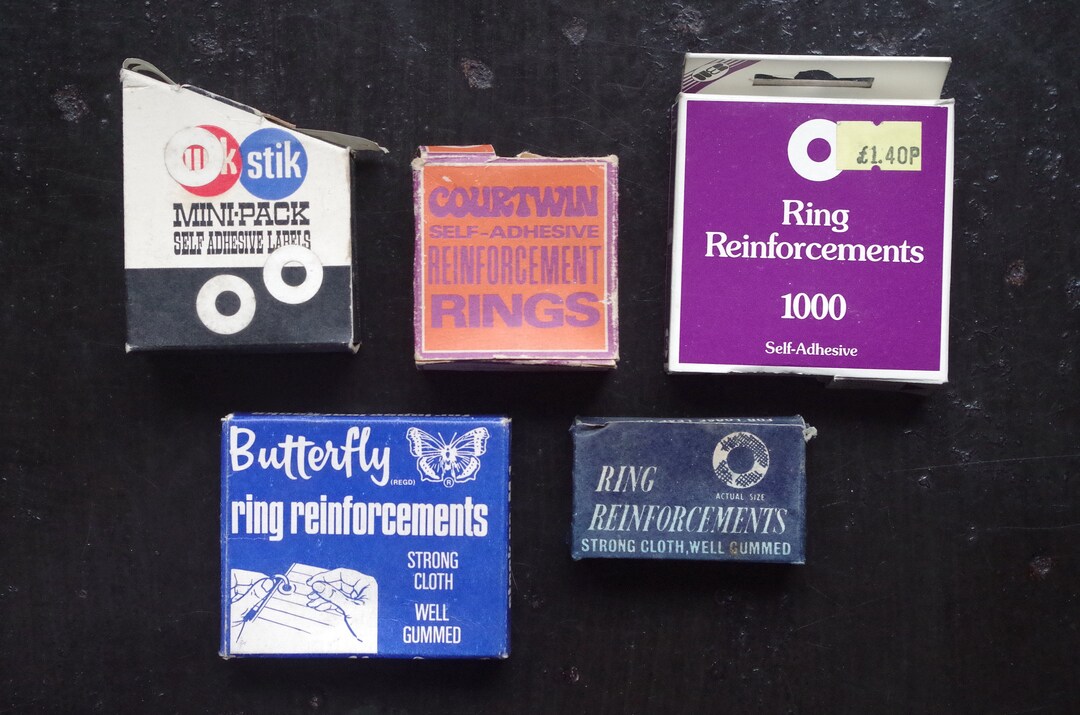 stik
MINI-PACK
SELF ADHESIVE LABELS
COURTWIN
SELF-ADHESIVE
REINFORCEMENT
RINGS
£1.40P
Ring
Reinforcements
1000
Self-Adhesive
Butterfly
(REGD)
®
ring reinforcements
STRONG
CLOTH
WELL
GUMMED
RING
ACTUAL SIZE
REINFORCEMENTS
STRONG CLOTH, WELL GUMMED